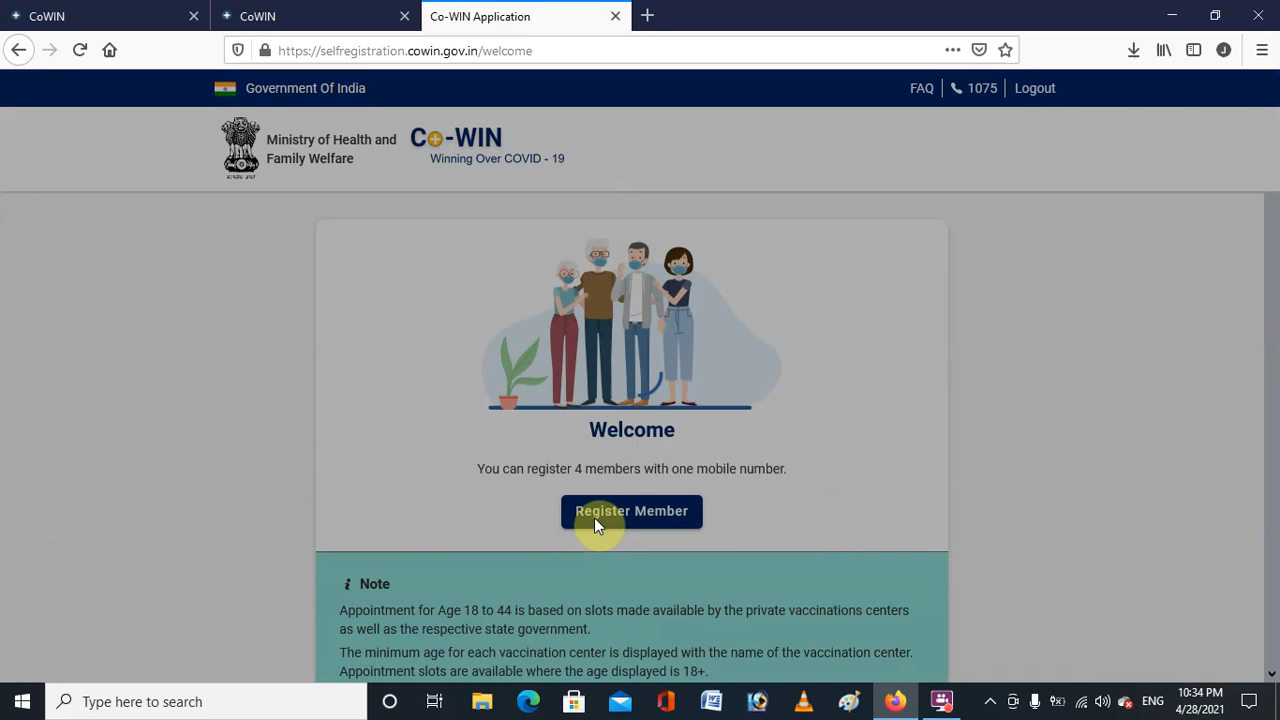 CoWIN
CoWIN
Co-WIN Application
https://selfregistration.cowin.gov.in/welcome
Government Of India
FAQ
1075
Logout
Ministry of Health and
Family Welfare
Co-WIN
Winning Over COVID - 19
Welcome
You can register 4 members with one mobile number.
Register Member
i Note
Appointment for Age 18 to 44 is based on slots made available by the private vaccinations centers
as well as the respective state government.
The minimum age for each vaccination center is displayed with the name of the vaccination center.
Appointment slots are available where the age displayed is 18+.
Type here to search
ENG
10:34 PM
4/28/2021